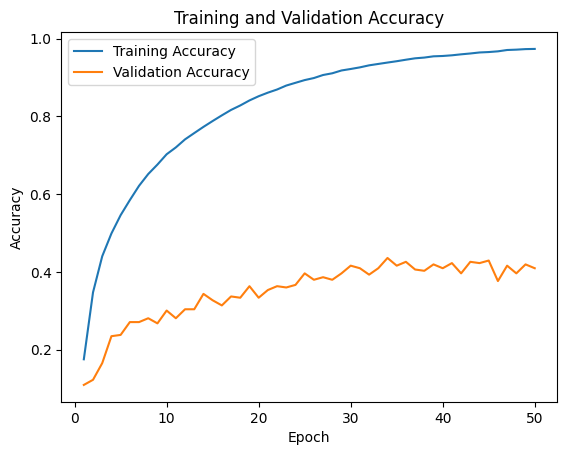 Training and Validation Accuracy
Training Accuracy
Validation Accuracy
Accuracy
1.0
0.8
0.6
0.4
0.2
0
10
20
30
40
50
Epoch